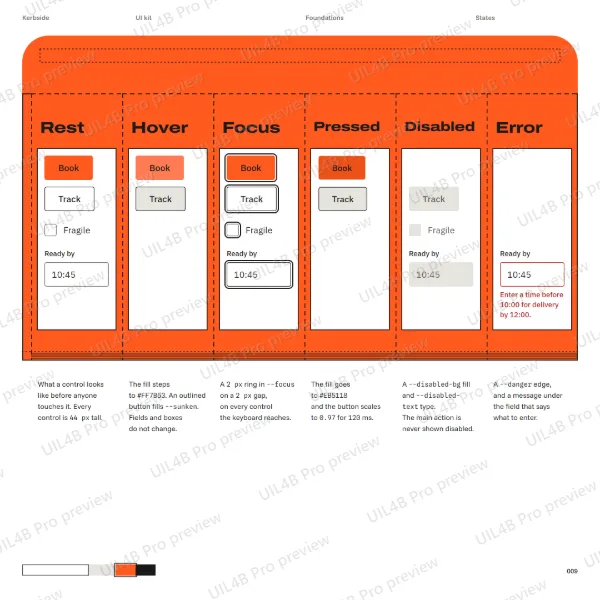 Kerbside
UI kit
Foundations
States
Rest
Hover
Focus
Pressed
Disabled
Error
Book
Book
Book
Book
Track
Track
Track
Track
Track
Fragile
Fragile
Fragile
Ready by
Ready by
Ready by
Ready by
10:45
10:45
10:45
10:45
Enter a time before
10:00 for delivery
by 12:00.
What a control looks
like before anyone
touches it. Every
control is 44 px tall.
The fill steps
to #FF7B53. An outlined
button fills --sunken.
Fields and boxes
do not change.
A 2 px ring in --focus
on a 2 px gap,
on every control
the keyboard reaches.
The fill goes
to #EB5118
and the button scales
to 0.97 for 120 ms.
A --disabled-bg fill
and --disabled-
text type.
The main action is
never shown disabled.
A --danger edge,
and a message under
the field that says
what to enter.
009
UIL4B Pro preview